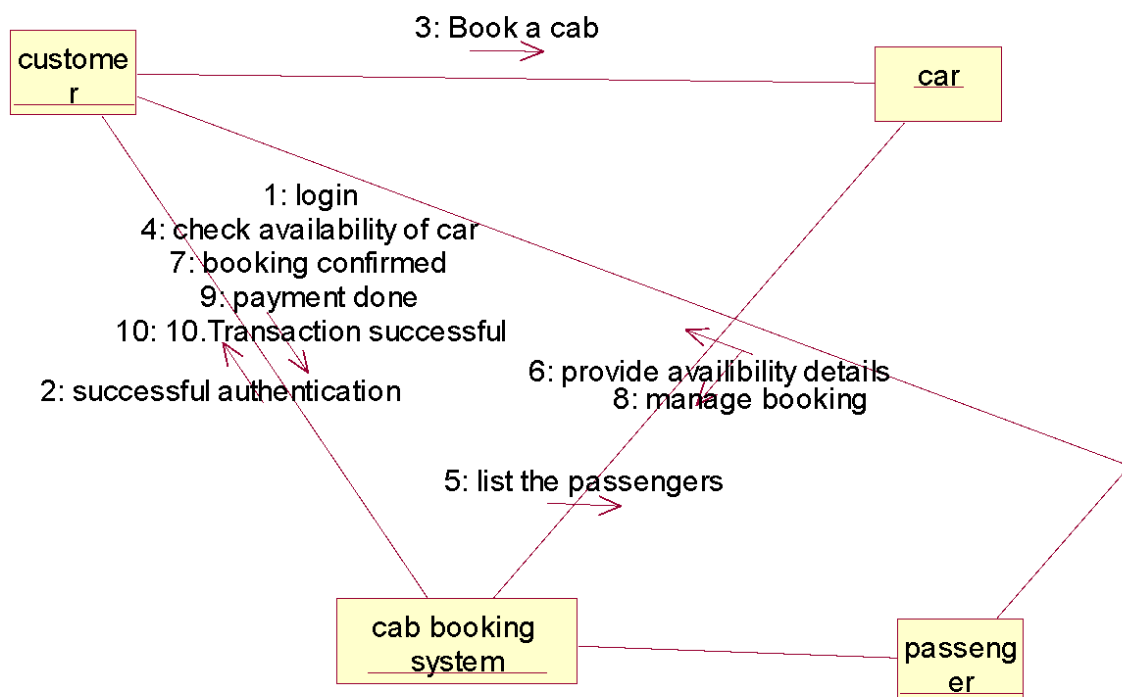 3: Book a cab
custome
r
car
1: login
4: check availability of car
7: booking confirmed
9: payment done
10: 10.Transaction successful
2: successful authentication
6: provide availibility details
8: manage booking
5: list the passengers
cab booking
system
passeng
er